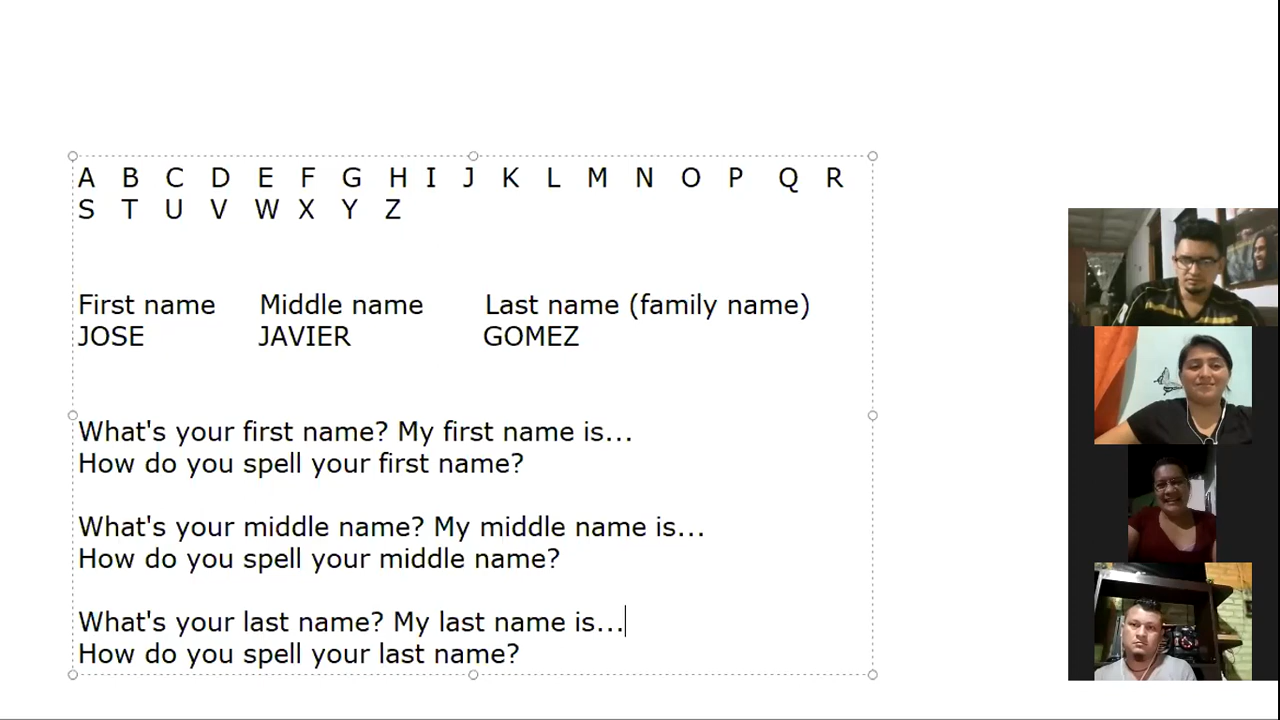 A B C D E F G H I J K L M N O P Q R
S T U V W X Y Z
First name Middle name Last name (family name)
JOSE JAVIER GOMEZ
What's your first name? My first name is...
How do you spell your first name?
What's your middle name? My middle name is...
How do you spell your middle name?
What's your last name? My last name is...
How do you spell your last name?